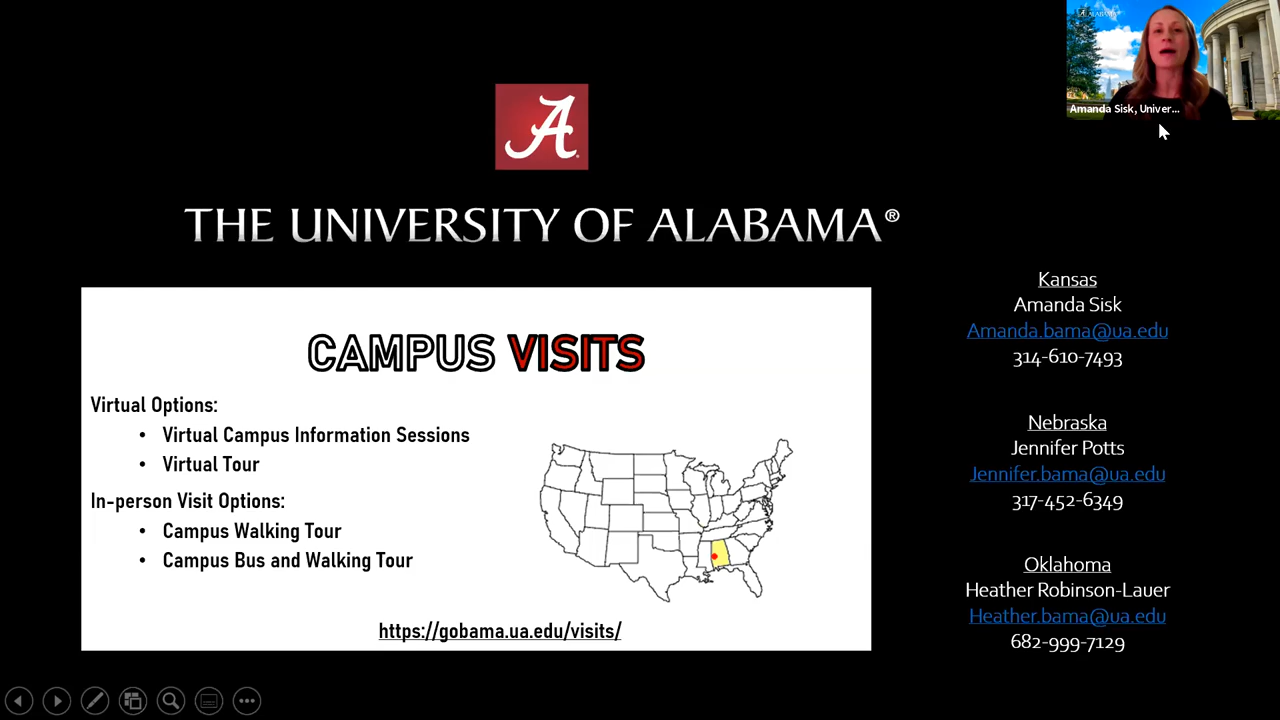 ALABAMA
Amanda Sisk, Univer...
A
THE UNIVERSITY OF ALABAMA®
CAMPUS VISITS
Virtual Options:
• Virtual Campus Information Sessions
• Virtual Tour
In-person Visit Options:
• Campus Walking Tour
• Campus Bus and Walking Tour
https://gobama.ua.edu/visits/
Kansas
Amanda Sisk
Amanda.bama@ua.edu
314-610-7493
Nebraska
Jennifer Potts
Jennifer.bama@ua.edu
317-452-6349
Oklahoma
Heather Robinson-Lauer
Heather.bama@ua.edu
682-999-7129